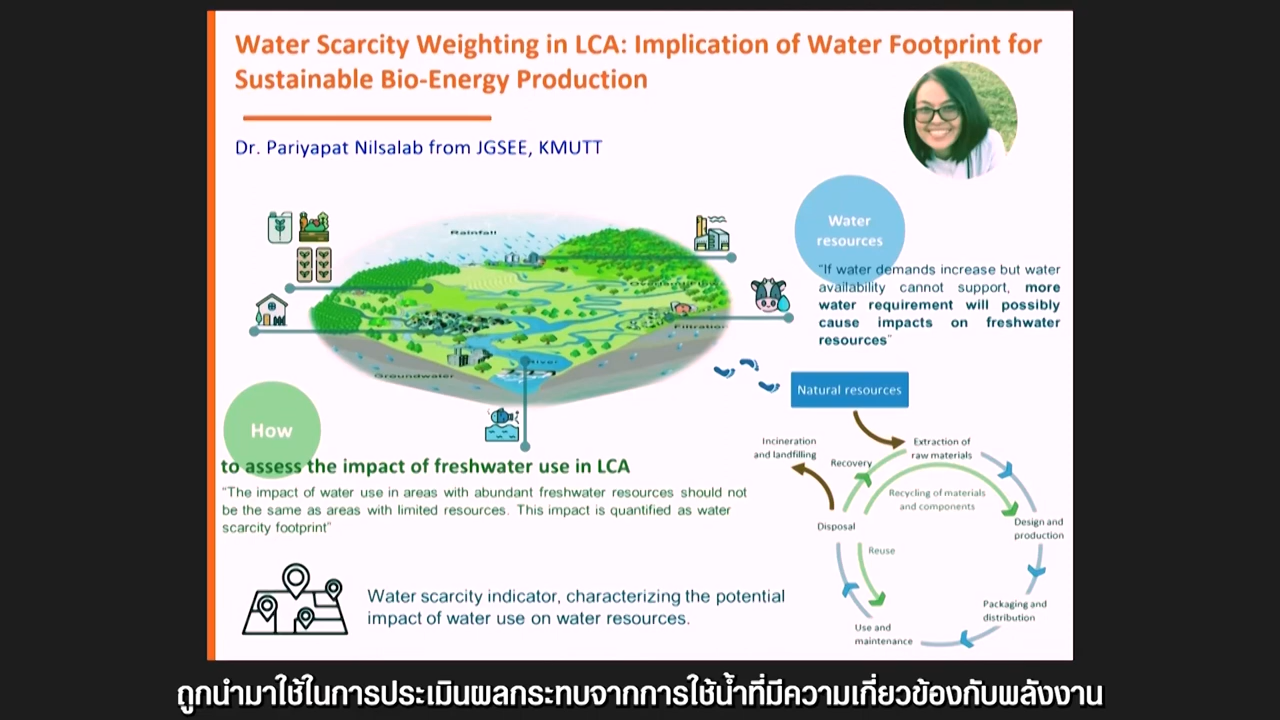 Water Scarcity Weighting in LCA: Implication of Water Footprint for
Sustainable Bio-Energy Production
Dr. Pariyapat Nilsalab from JGSEE, KMUTT
Rainfall
Overland Flow
Filtration
River
Groundwater
Water
resources
"If water demands increase but water
availability cannot support, more
water requirement will possibly
cause impacts on freshwater
resources"
Natural resources
How
to assess the impact of freshwater use in LCA
"The impact of water use in areas with abundant freshwater resources should not
be the same as areas with limited resources. This impact is quantified as water
scarcity footprint"
Water scarcity indicator, characterizing the potential
impact of water use on water resources.
Incineration
and landfilling
Recovery
Extraction of
raw materials
Recycling of materials
and components
Disposal
Design and
production
Reuse
Packaging and
distribution
Use and
maintenance
ถูกนำมาใช้ในการประเมินผลกระทบจากการใช้น้ำที่มีความเกี่ยวข้องกับพลังงาน